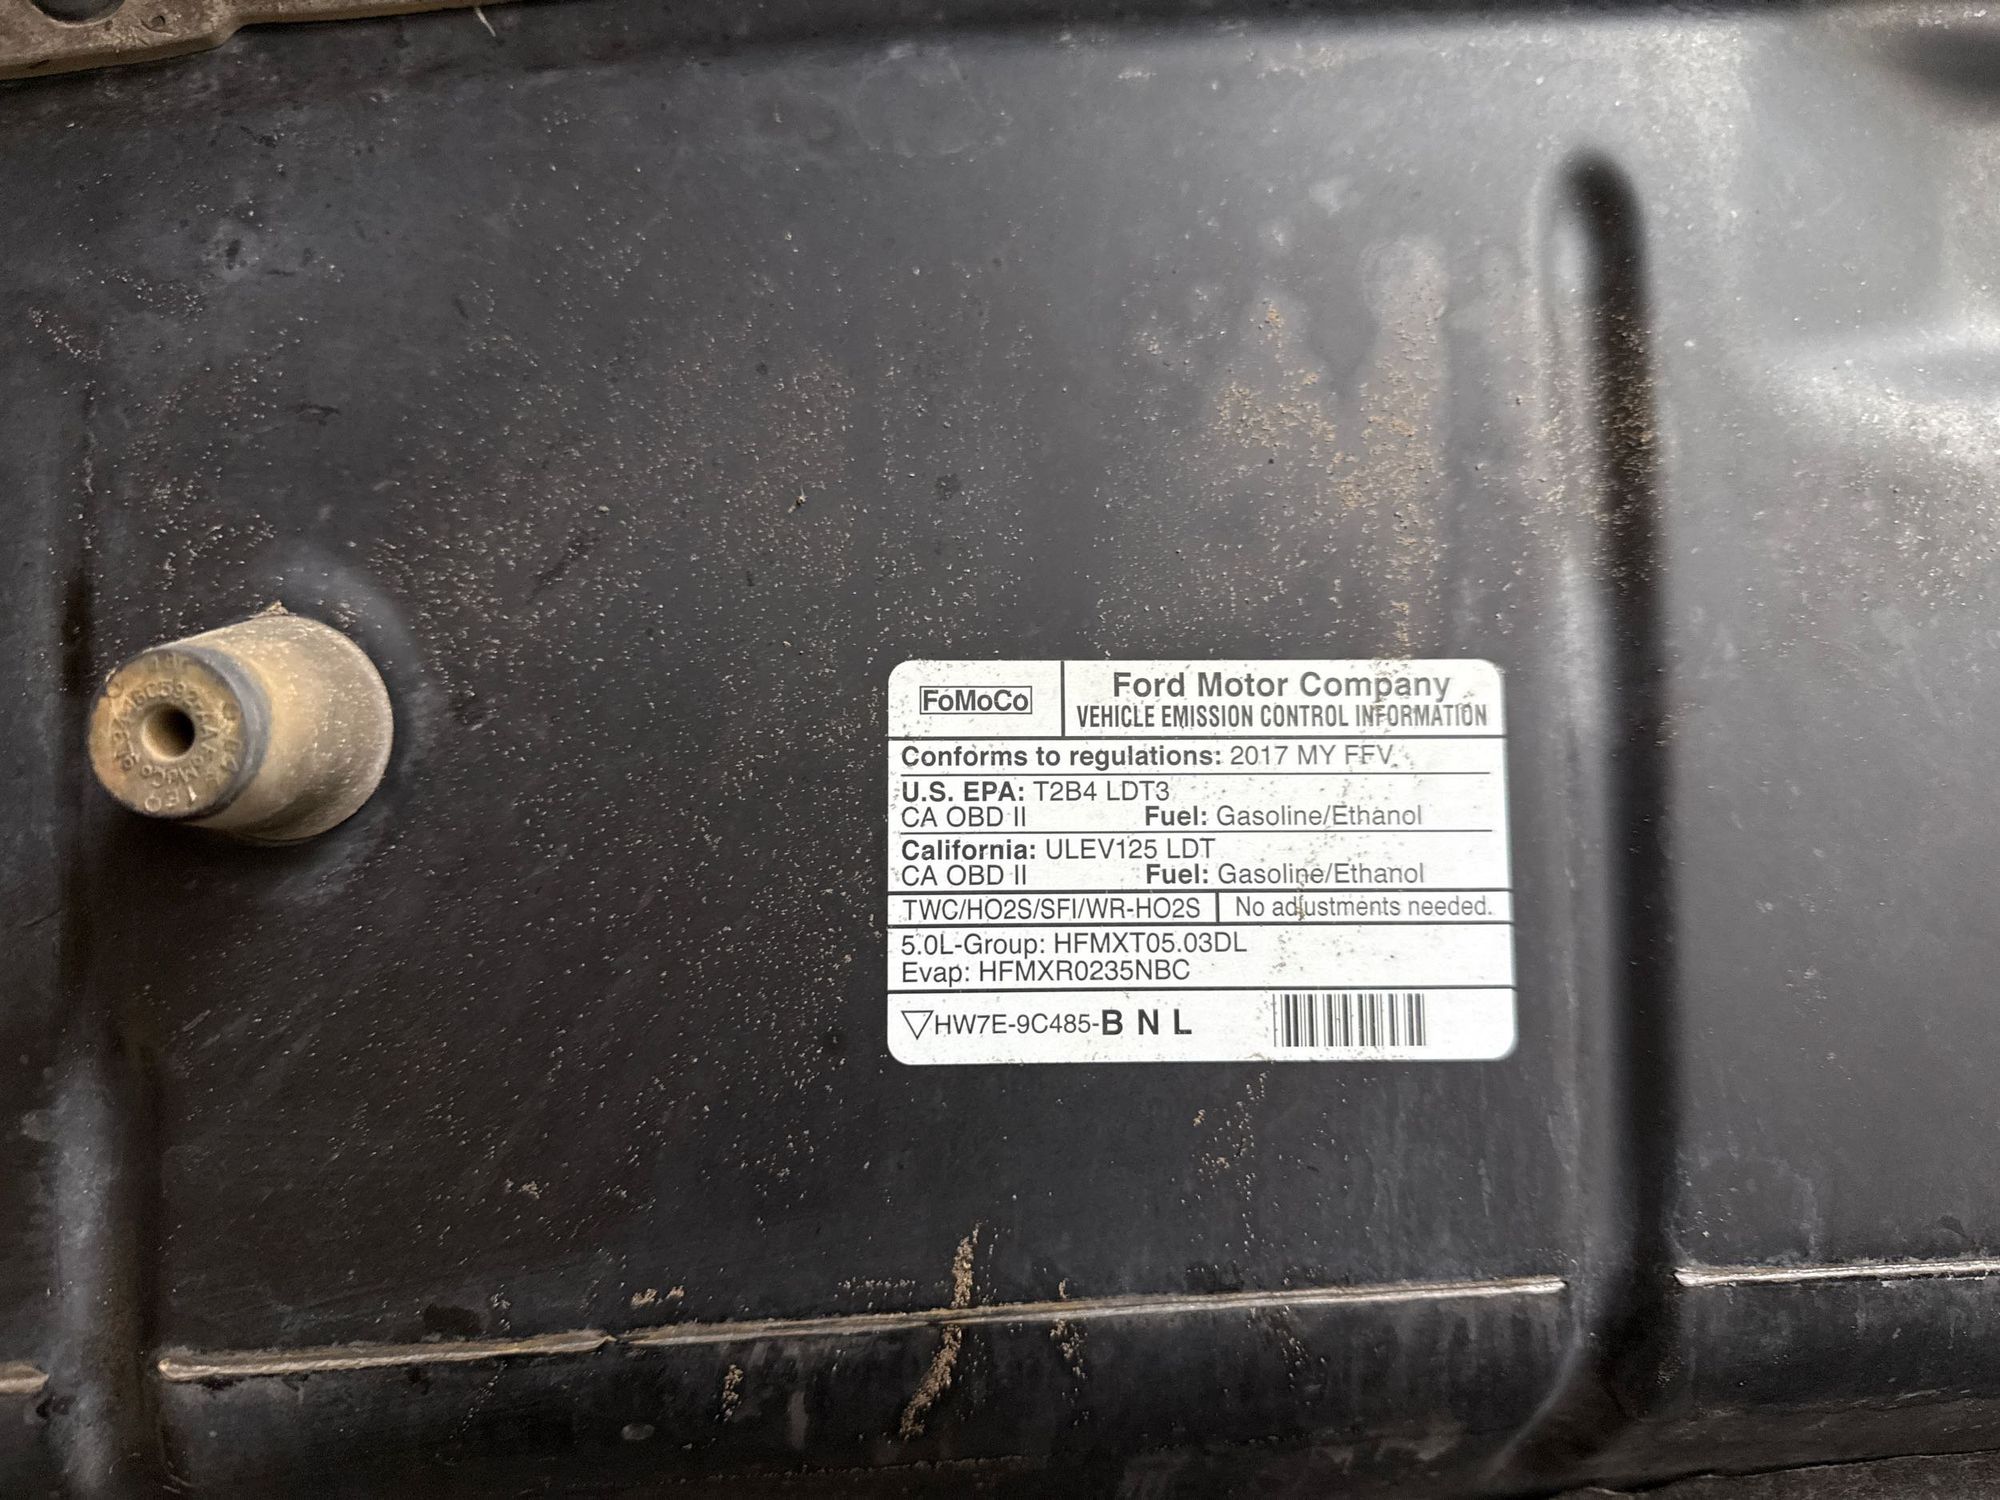 FoMoCo
Ford Motor Company
VEHICLE EMISSION CONTROL INFORMATION
Conforms to regulations: 2017 MY FFV
U.S. EPA: T2B4 LDT3
CA OBD II Fuel: Gasoline/Ethanol
California: ULEV125 LDT
CA OBD II Fuel: Gasoline/Ethanol
TWC/HO2S/SFI/WR-HO2S No adjustments needed.
5.0L-Group: HFMXT05.03DL
Evap: HFMXR0235NBC
▽HW7E-9C485-B N L